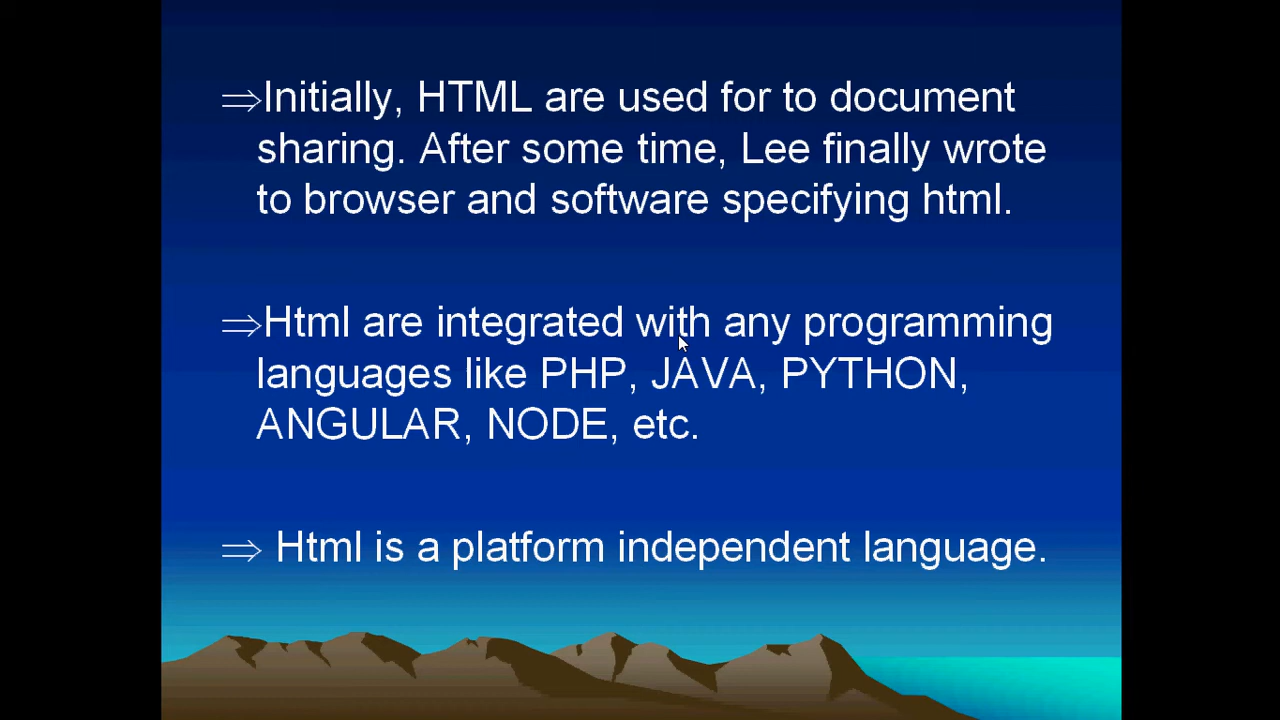 ⇒Initially, HTML are used for to document
sharing. After some time, Lee finally wrote
to browser and software specifying html.
⇒Html are integrated with any programming
languages like PHP, JAVA, PYTHON,
ANGULAR, NODE, etc.
⇒ Html is a platform independent language.